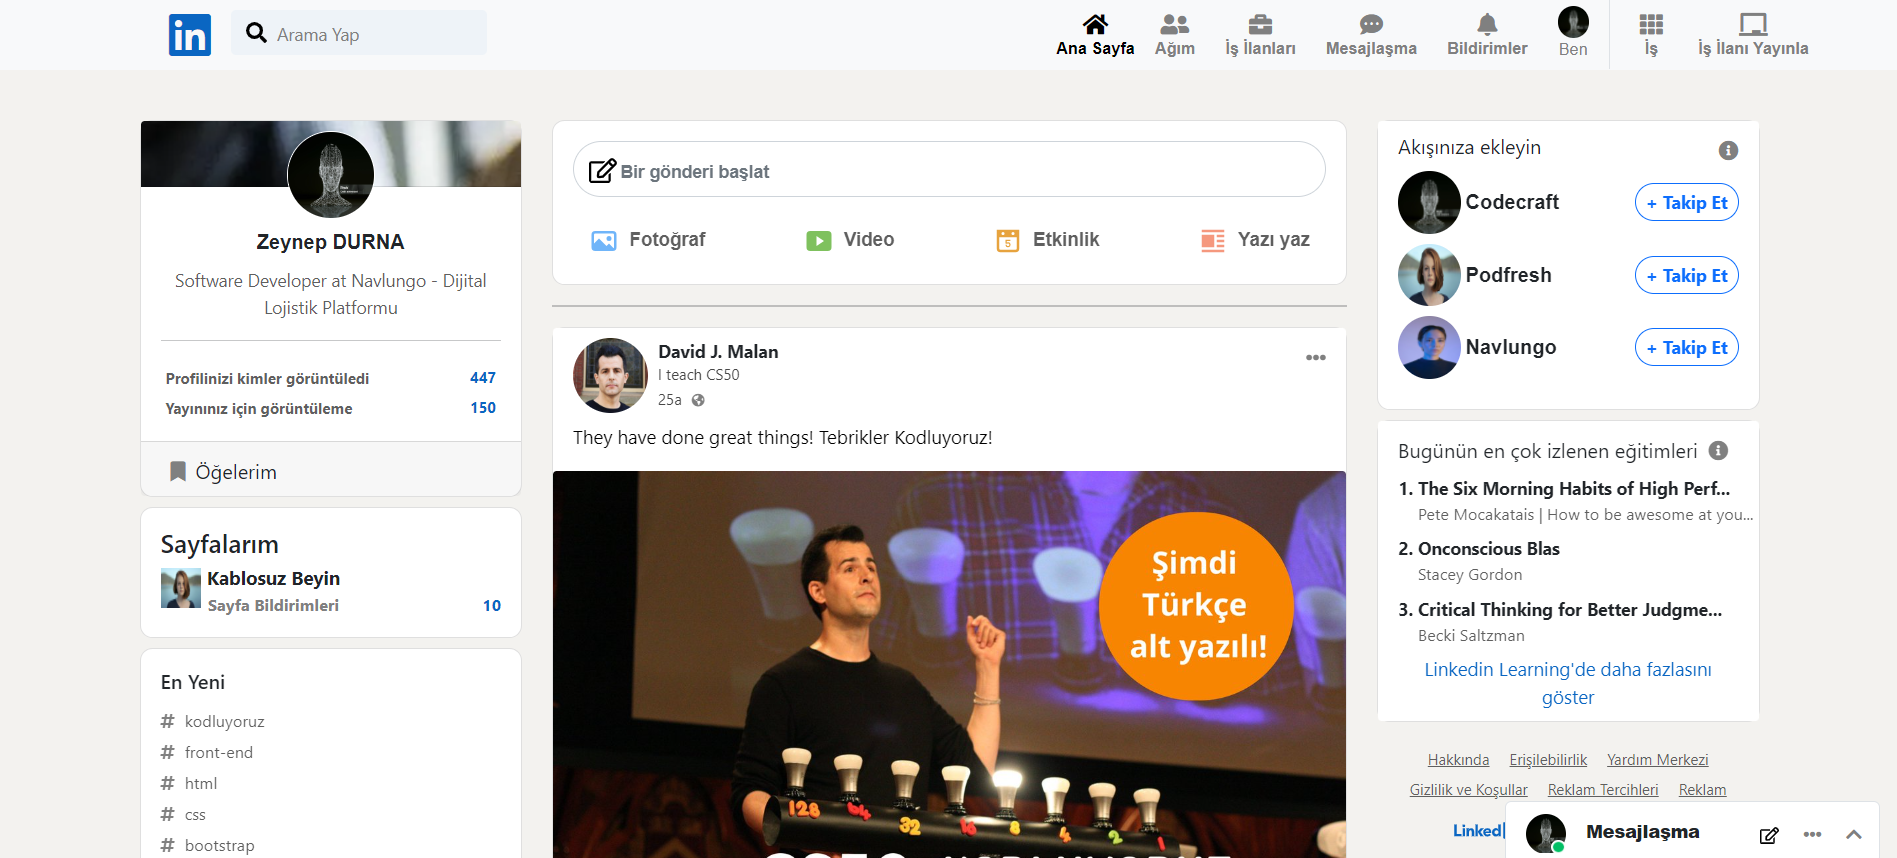 in
Arama Yap
Ana Sayfa
Ağım
İş İlanları
Mesajlaşma
Bildirimler
Ben
İş
İş İlanı Yayınla
Zeynep DURNA
Software Developer at Navlungo - Dijital
Lojistik Platformu
Profilinizi kimler görüntüledi 447
Yayınınız için görüntüleme 150
Öğelerim
Sayfalarım
Kablosuz Beyin
Sayfa Bildirimleri 10
En Yeni
# kodluyoruz
# front-end
# html
# css
# bootstrap
Bir gönderi başlat
Fotoğraf
Video
5 Etkinlik
Yazı yaz
David J. Malan
I teach CS50
25a
They have done great things! Tebrikler Kodluyoruz!
Şimdi
Türkçe
alt yazılı!
128 64 32 16 8 4 2 1
Akışınıza ekleyin
Codecraft + Takip Et
Podfresh + Takip Et
Navlungo + Takip Et
Bugünün en çok izlenen eğitimleri
1. The Six Morning Habits of High Perf...
Pete Mocakatais | How to be awesome at you...
2. Onconscious Blas
Stacey Gordon
3. Critical Thinking for Better Judgme...
Becki Saltzman
Linkedin Learning'de daha fazlasını
göster
Hakkında Erişilebilirlik Yardım Merkezi
Gizlilik ve Koşullar Reklam Tercihleri Reklam
Linked
Mesajlaşma